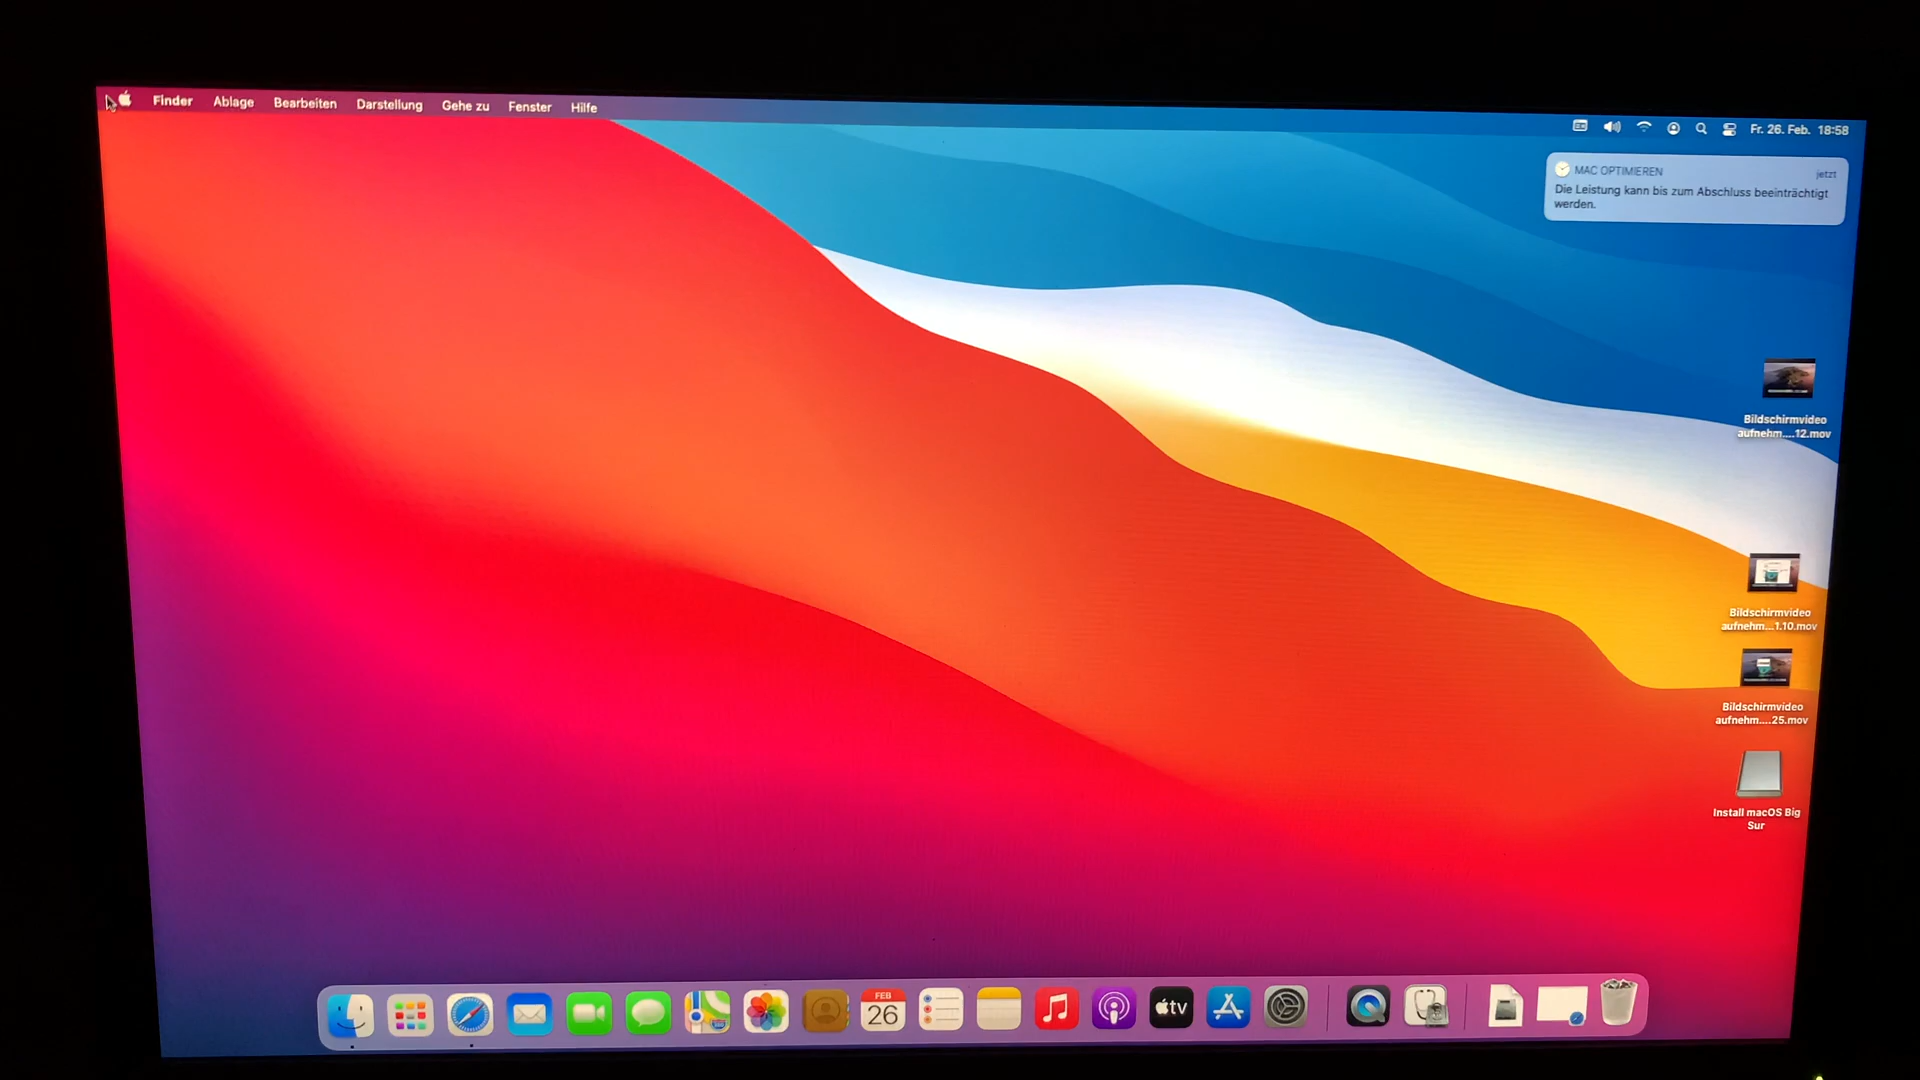 Finder Ablage Bearbeiten Darstellung Gehe zu Fenster Hilfe
Fr. 26. Feb. 18:58
MAC OPTIMIEREN jetzt
Die Leistung kann bis zum Abschluss beeinträchtigt
werden.
Bildschirmvideo
aufnehm....12.mov
Bildschirmvideo
aufnehm...1.10.mov
Bildschirmvideo
aufnehm....25.mov
Install macOS Big
Sur
FEB
26
tv